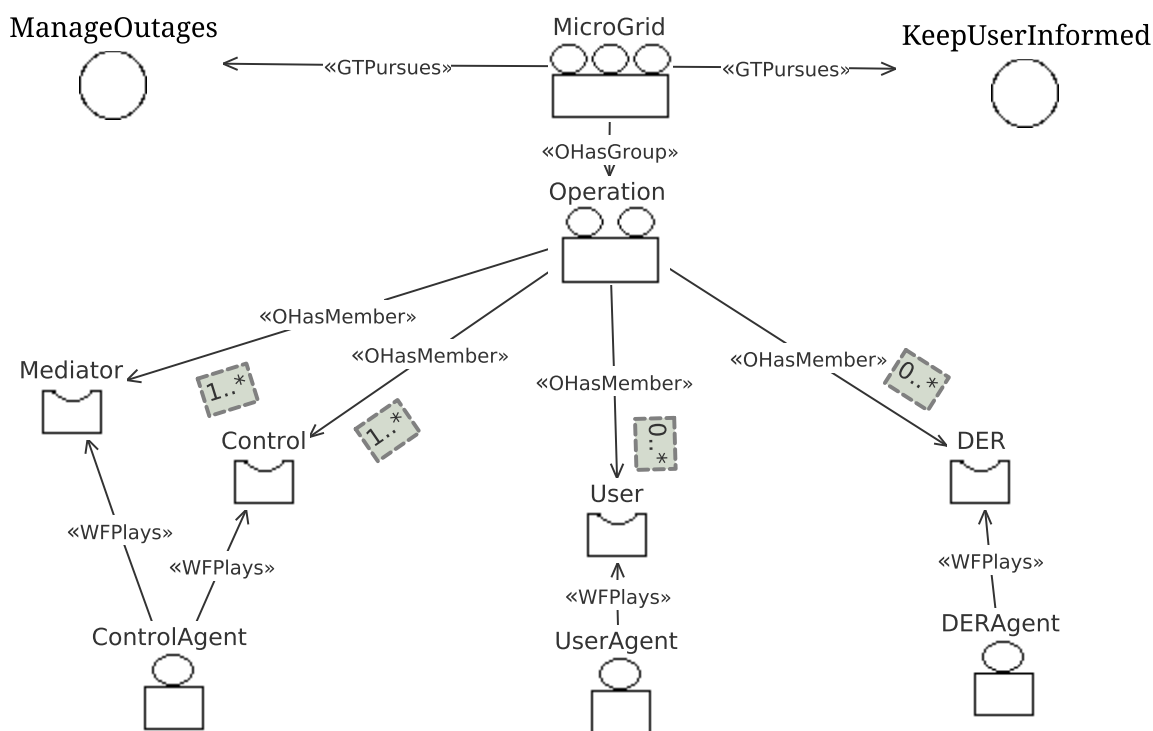 ManageOutages
MicroGrid
KeepUserInformed
«GTPursues»
«GTPursues»
«OHasGroup»
Operation
«OHasMember»
«OHasMember»
«OHasMember»
«OHasMember»
Mediator
1..*
1..*
0..*
0..*
Control
DER
User
«WFPlays»
«WFPlays»
«WFPlays»
«WFPlays»
ControlAgent
UserAgent
DERAgent